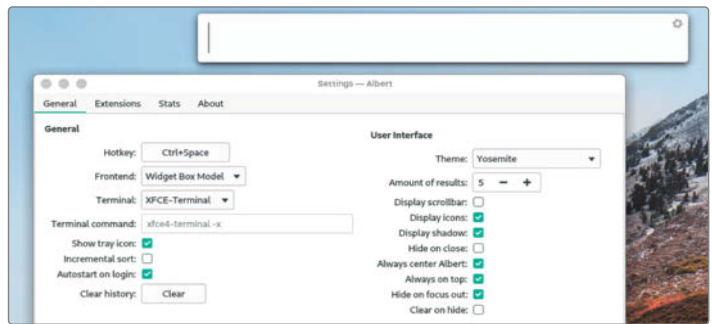 Settings — Albert
General Extensions Stats About
General
Hotkey: Ctrl+Space
Frontend: Widget Box Model
Terminal: XFCE-Terminal
Terminal command: xfce4-terminal -x
Show tray icon:
Incremental sort:
Autostart on login:
Clear history: Clear
User Interface
Theme: Yosemite
Amount of results: 5 − +
Display scrollbar:
Display icons:
Display shadow:
Hide on close:
Always center Albert:
Always on top:
Hide on focus out:
Clear on hide: